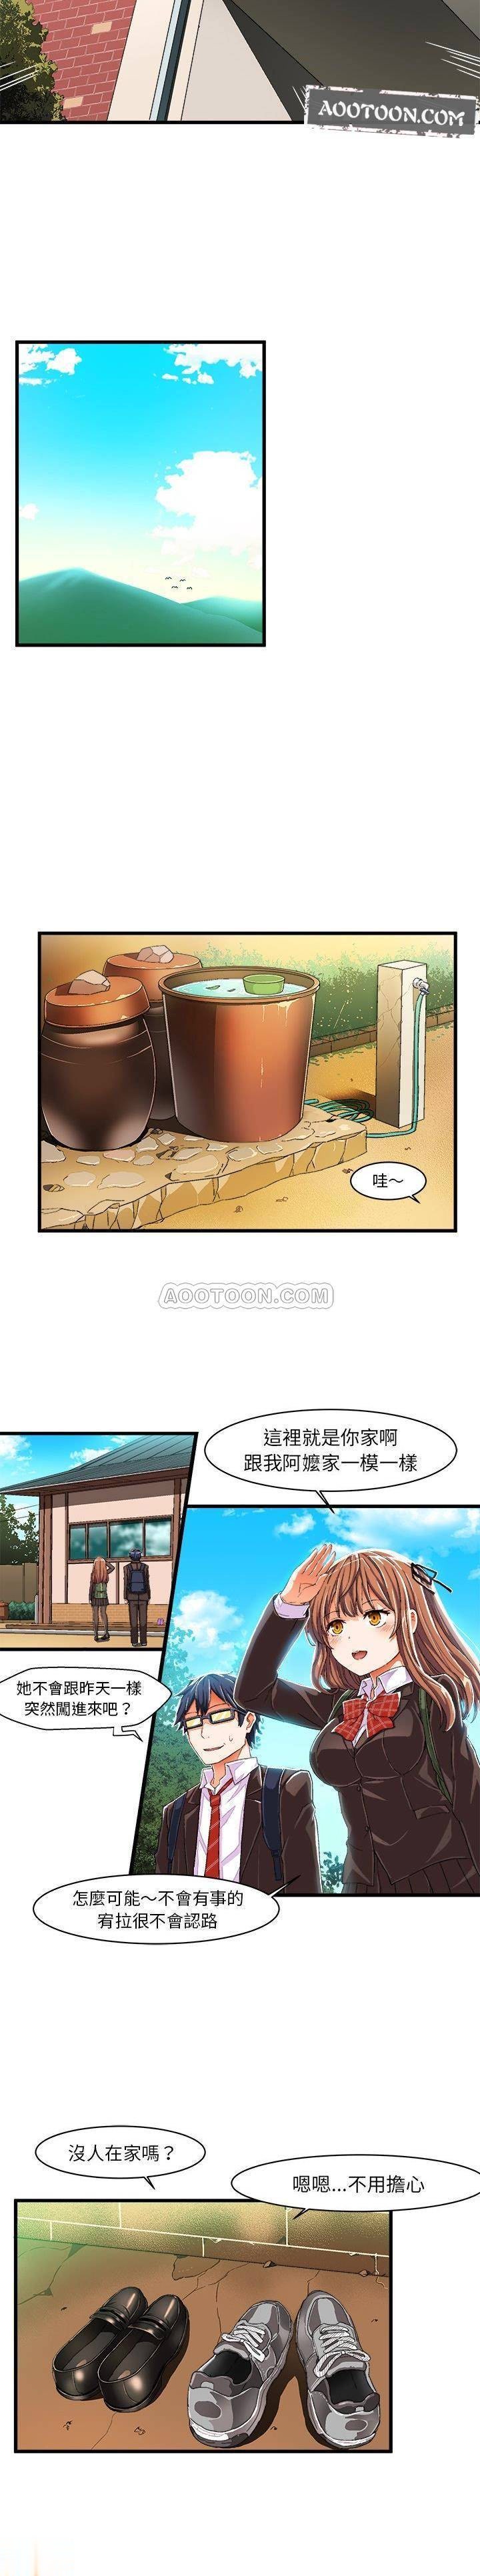 AOOTOON.COM
哇～
AOOTOON.COM
這裡就是你家啊
跟我阿嬤家一模一樣
她不會跟昨天一樣
突然闖進來吧？
怎麼可能～不會有事的
宥拉很不會認路
沒人在家嗎？
嗯嗯...不用擔心